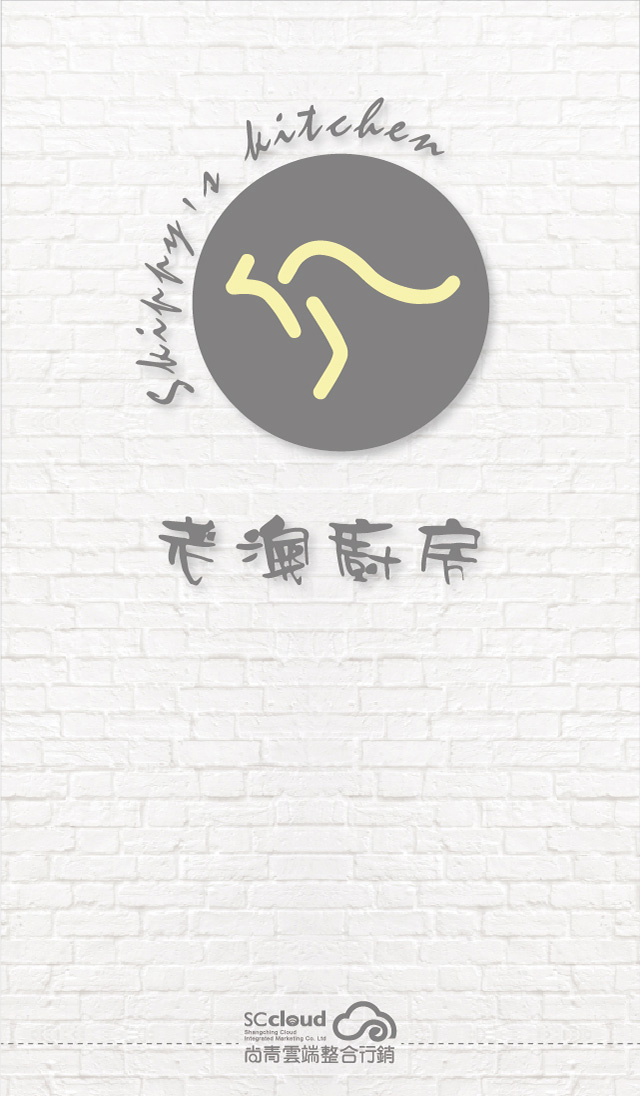 Skippy's kitchen
老澳廚房
SCcloud
Shangching Cloud
Integrated Marketing Co. Ltd
尚青雲端整合行銷